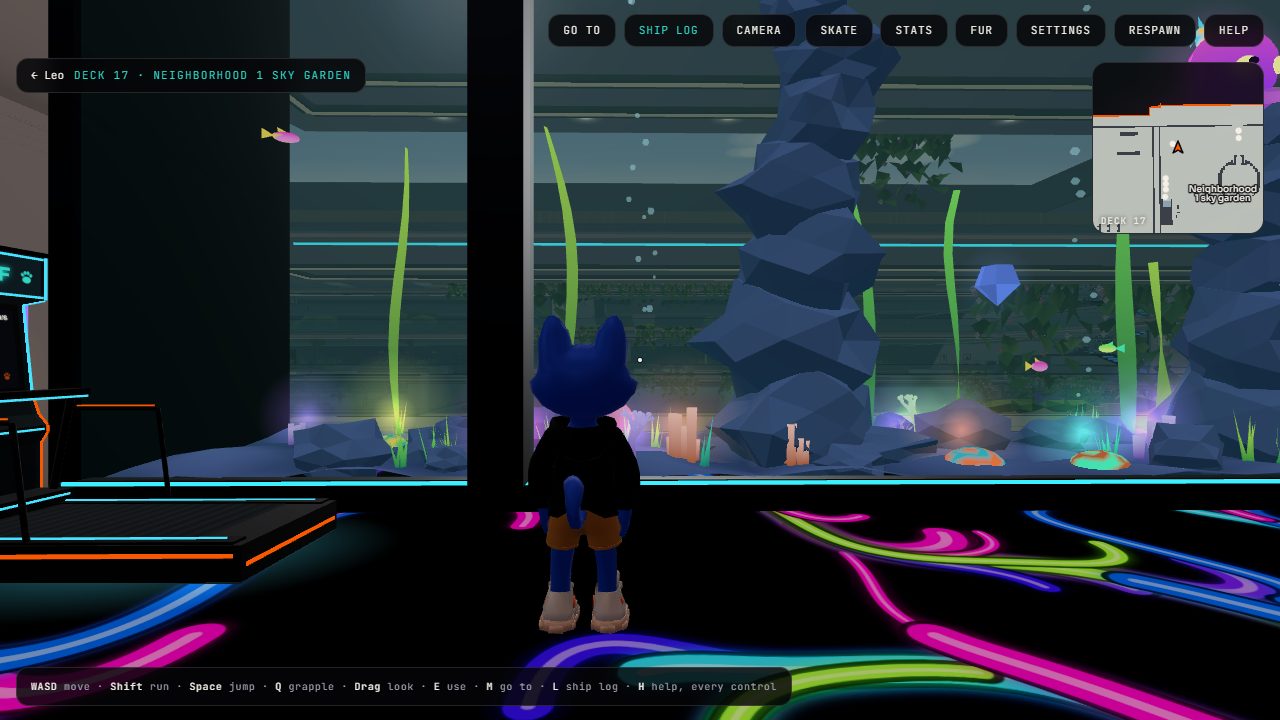 GO TO
SHIP LOG
CAMERA
SKATE
STATS
FUR
SETTINGS
RESPAWN
HELP
← Leo DECK 17 · NEIGHBORHOOD 1 SKY GARDEN
Neighborhood
1 sky garden
DECK 17
F
WASD move · Shift run · Space jump · Q grapple · Drag look · E use · M go to · L ship log · H help, every control